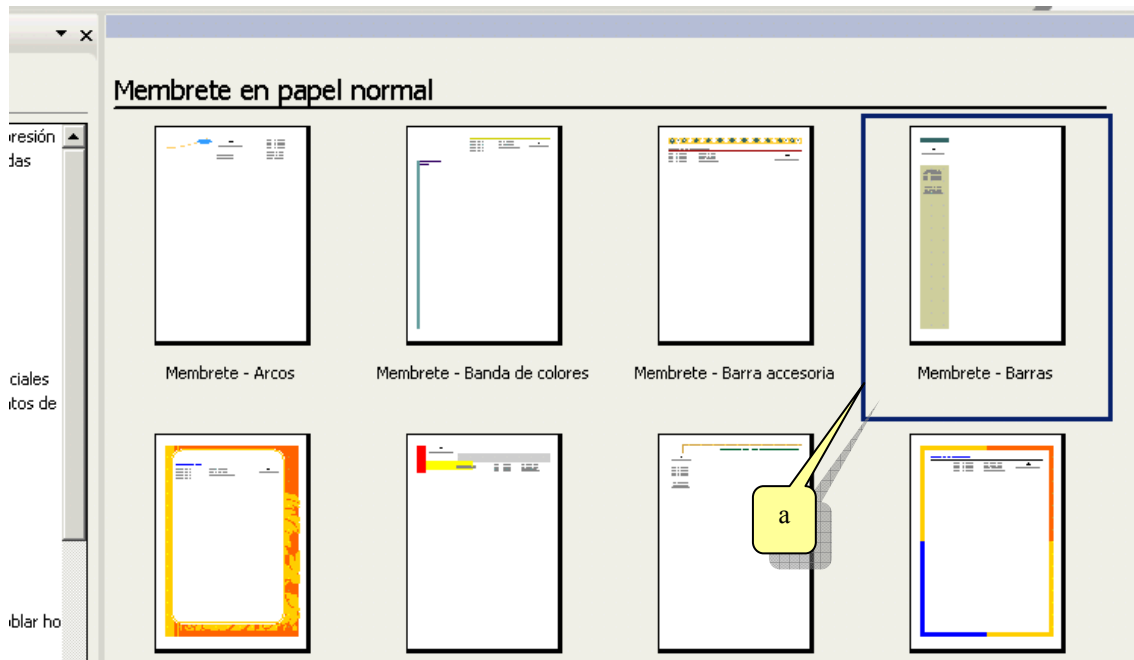 Membrete en papel normal
resión
das
ciales
tos de
blar ho
Membrete - Arcos
Membrete - Banda de colores
Membrete - Barra accesoria
Membrete - Barras
a